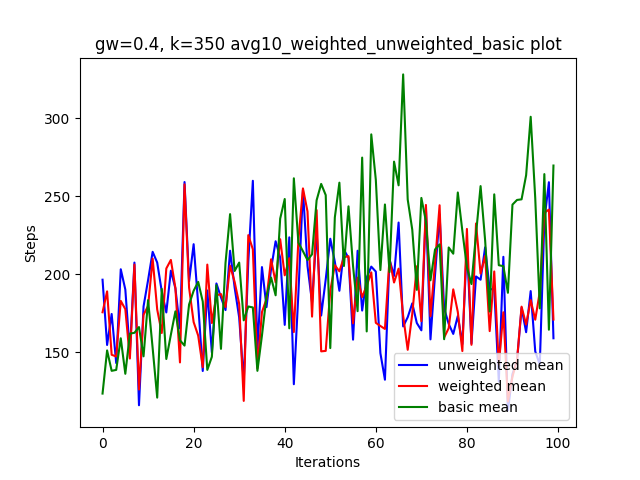 gw=0.4, k=350 avg10_weighted_unweighted_basic plot
Steps
300
250
200
150
unweighted mean
weighted mean
basic mean
0 20 40 60 80 100
Iterations